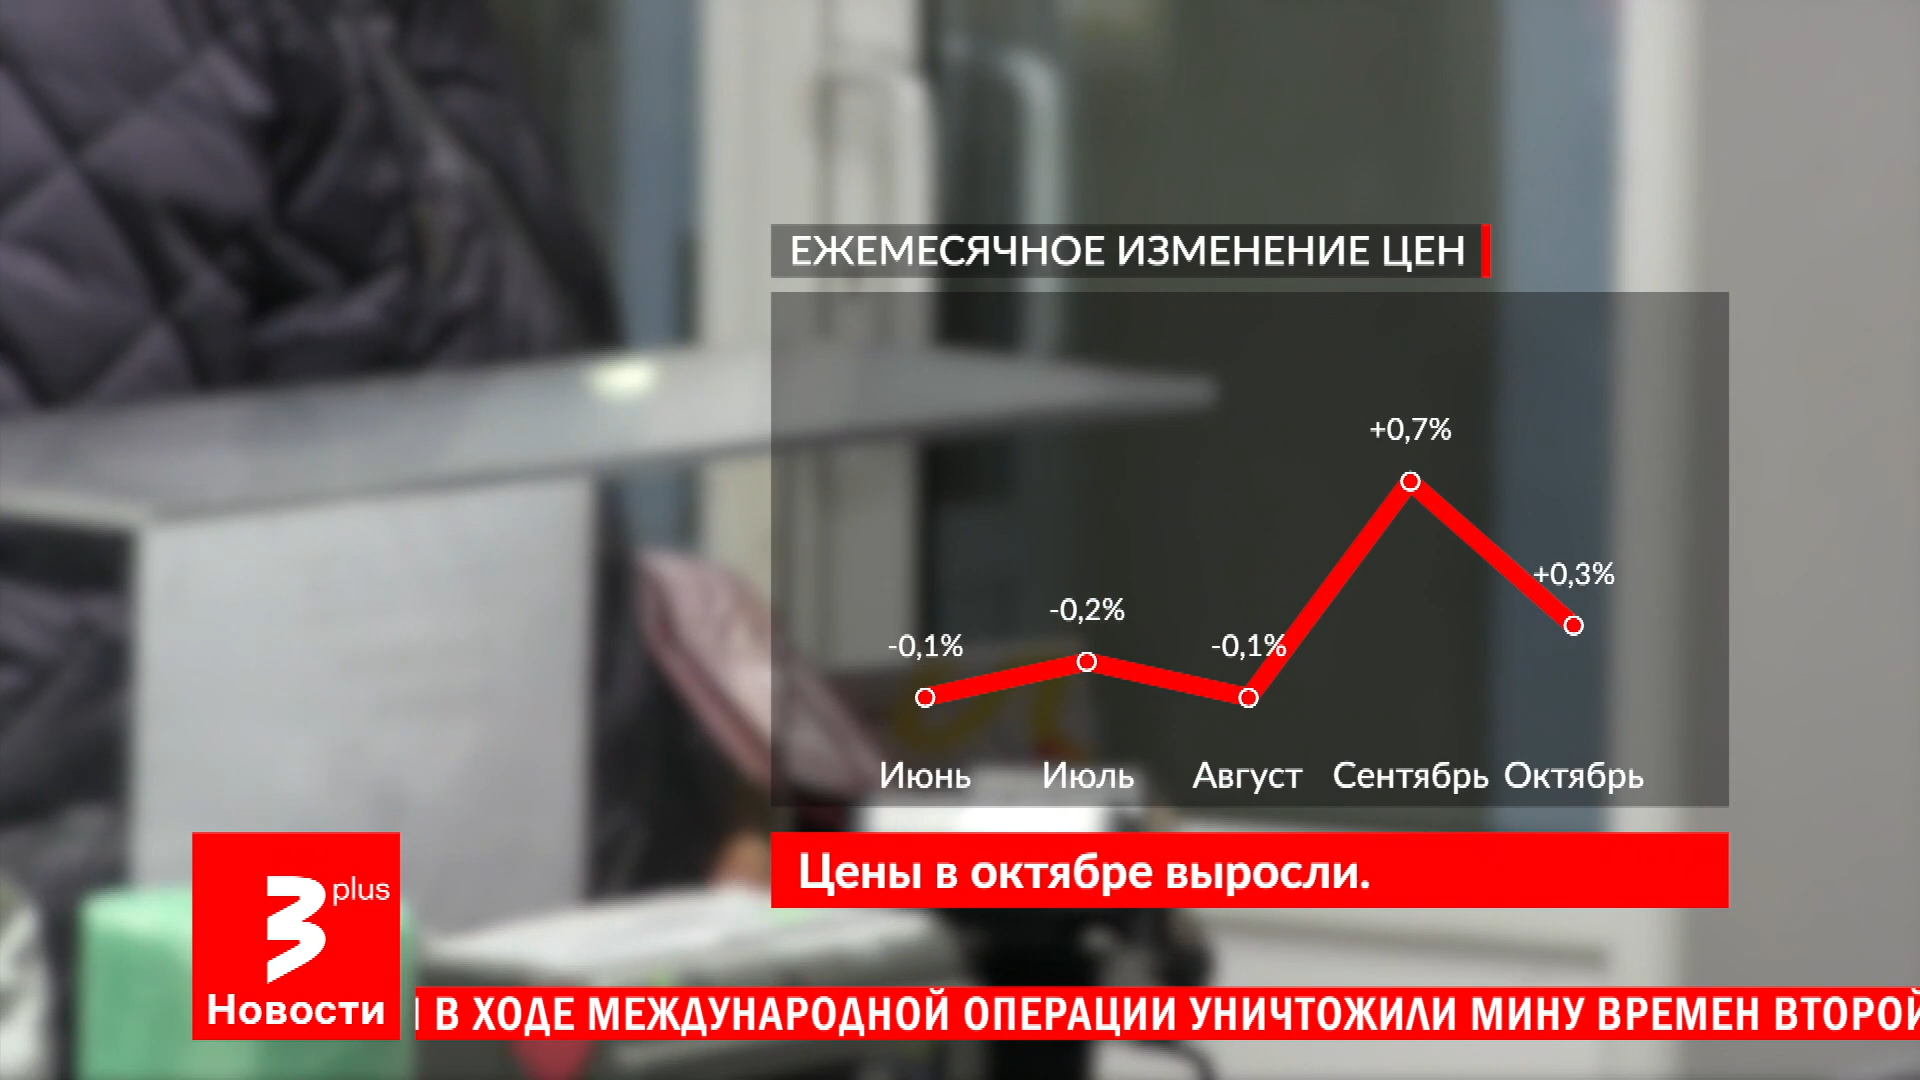 ЕЖЕМЕСЯЧНОЕ ИЗМЕНЕНИЕ ЦЕН
+0,7%
+0,3%
-0,2%
-0,1% -0,1%
Июнь Июль Август Сентябрь Октябрь
Цены в октябре выросли.
3 plus
Новости
В ХОДЕ МЕЖДУНАРОДНОЙ ОПЕРАЦИИ УНИЧТОЖИЛИ МИНУ ВРЕМЕН ВТОРОЙ